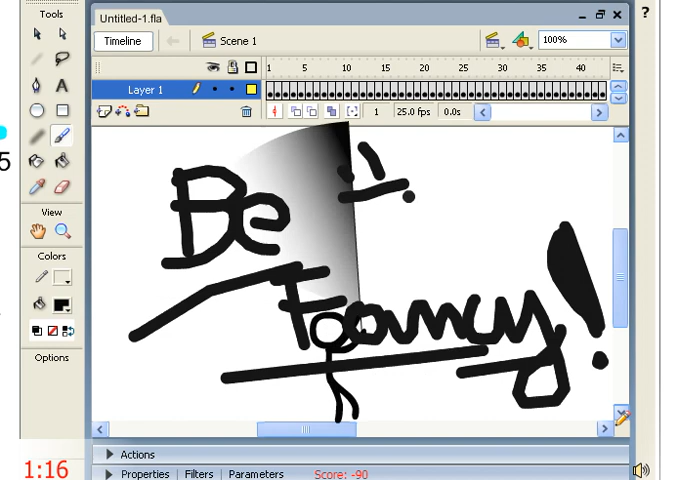 Untitled-1.fla
Tools
?
Timeline
Scene 1
100%
1 5 10 15 20 25 30 35 40
Layer 1
A
1 25.0 fps 0.0s
5
Be
Fancy!
View
Colors
Options
Actions
1:16
Properties Filters Parameters Score: -90